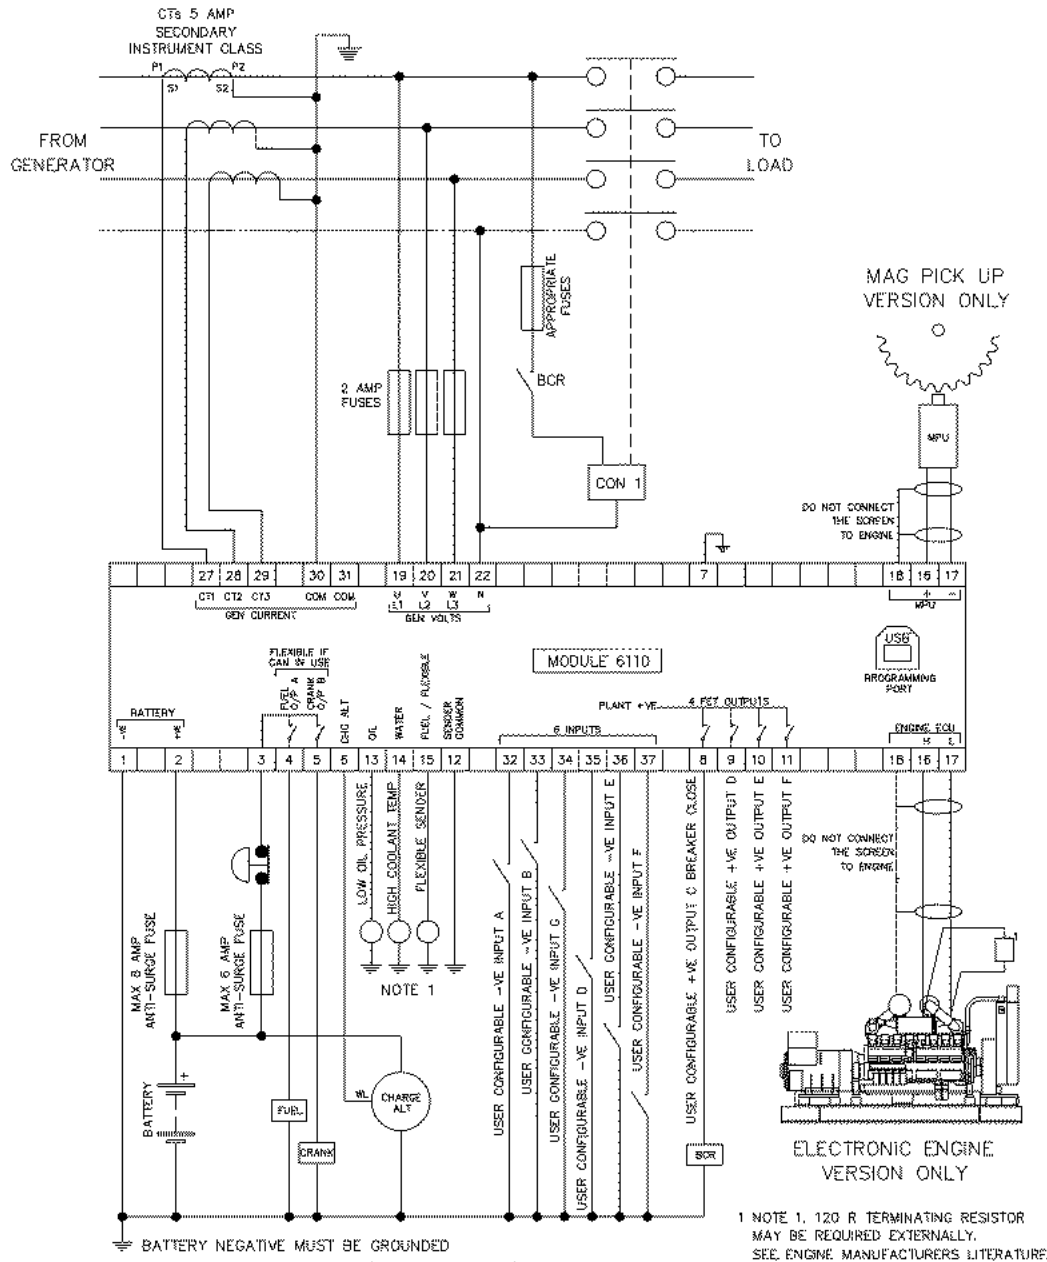 CTs 5 AMP
SECONDARY
INSTRUMENT CLASS
P1 P2
S1 S2
FROM
GENERATOR
TO
LOAD
APPROPRIATE
FUSES
BCR
2 AMP
FUSES
CON 1
MAG PICK UP
VERSION ONLY
MPU
DO NOT CONNECT
THE SCREEN
TO ENGINE
27 28 29 30 31 19 20 21 22 7 18 16 17
CT1 CT2 CT3 COM COM
GEN CURRENT
U V W N
L1 L2 L3
GEN VOLTS
+ -
MPU
USB
PROGRAMMING
PORT
MODULE 6110
FLEXIBLE IF
CAN IN USE
FUEL
O/P A
CRANK
O/P B
BATTERY
-VE
+VE
CHG ALT
OIL
WATER
FUEL / FLEXIBLE
SENDER
COMMON
6 INPUTS
PLANT +VE
4 FET OUTPUTS
ENGINE ECU
H L
1 2 3 4 5 6 13 14 15 12 32 33 34 35 36 37 8 9 10 11 18 16 17
LOW OIL PRESSURE
HIGH COOLANT TEMP
FLEXIBLE SENDER
NOTE 1
MAX 8 AMP
ANTI-SURGE FUSE
MAX 6 AMP
ANTI-SURGE FUSE
BATTERY
+
FUEL
CRANK
WL
CHARGE
ALT
USER CONFIGURABLE -VE INPUT A
USER CONFIGURABLE -VE INPUT B
USER CONFIGURABLE -VE INPUT C
USER CONFIGURABLE -VE INPUT D
USER CONFIGURABLE -VE INPUT E
USER CONFIGURABLE -VE INPUT F
USER CONFIGURABLE +VE OUTPUT C BREAKER CLOSE
USER CONFIGURABLE +VE OUTPUT D
USER CONFIGURABLE +VE OUTPUT E
USER CONFIGURABLE +VE OUTPUT F
BCR
DO NOT CONNECT
THE SCREEN
TO ENGINE
1
ELECTRONIC ENGINE
VERSION ONLY
BATTERY NEGATIVE MUST BE GROUNDED
1 NOTE 1. 120 R TERMINATING RESISTOR
MAY BE REQUIRED EXTERNALLY.
SEE ENGINE MANUFACTURERS LITERATURE